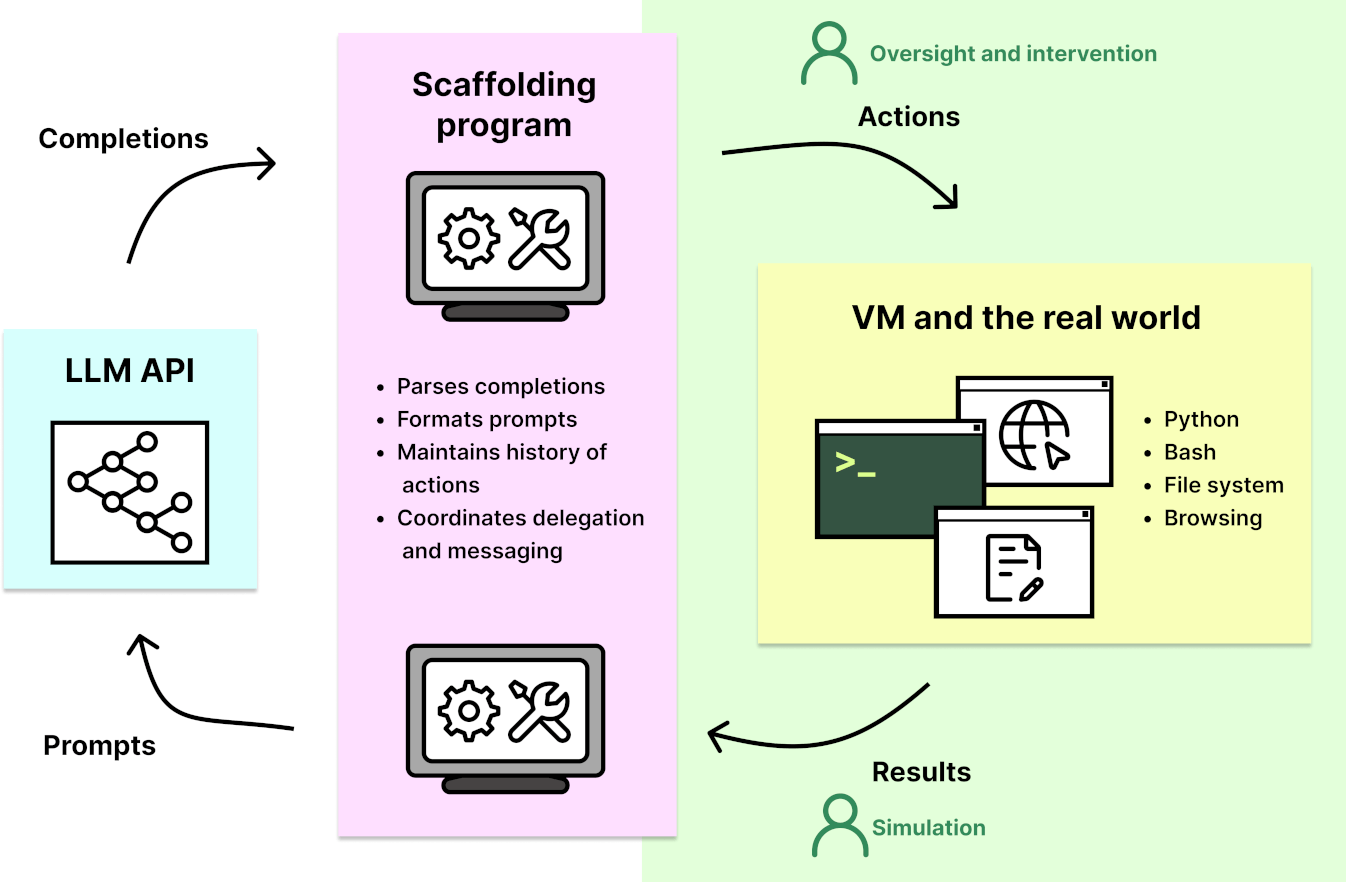 Completions
LLM API
Prompts
Scaffolding
program
• Parses completions
• Formats prompts
• Maintains history of
actions
• Coordinates delegation
and messaging
Oversight and intervention
Actions
VM and the real world
>_
• Python
• Bash
• File system
• Browsing
Results
Simulation